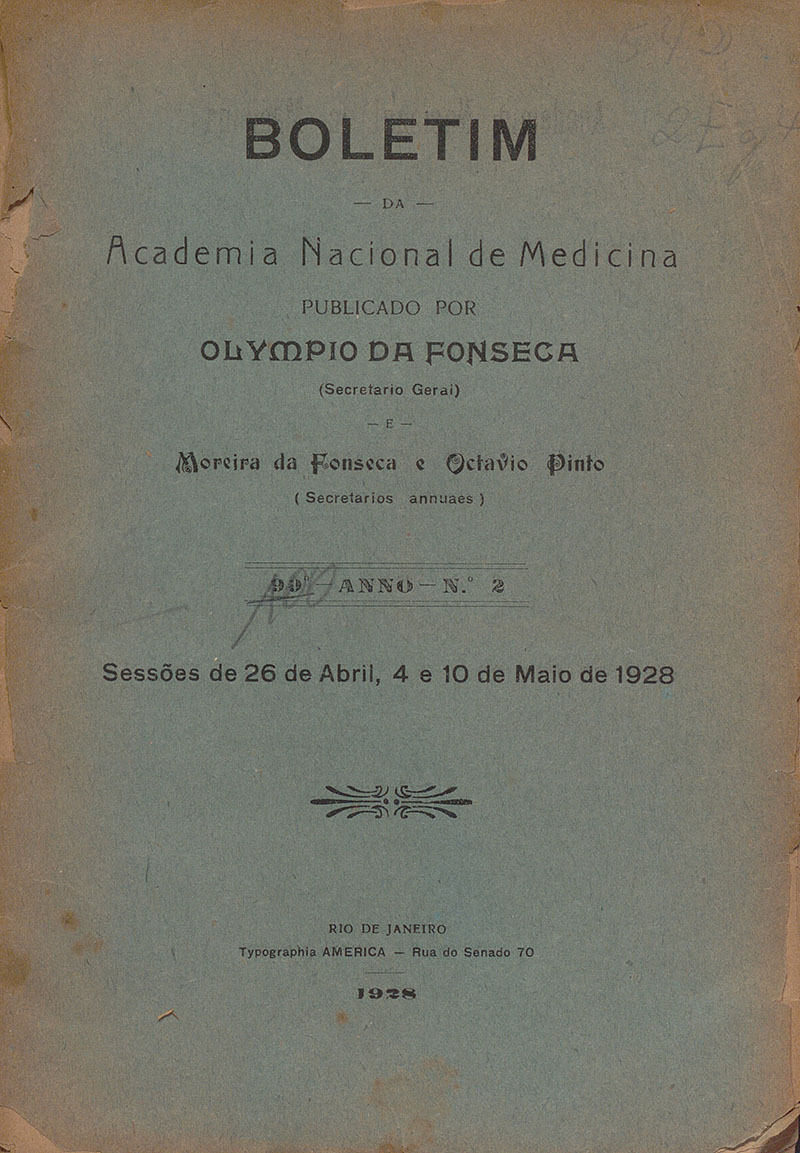 BOLETIM
— DA —
Academia Nacional de Medicina
PUBLICADO POR
OLYMPIO DA FONSECA
(Secretario Geral)
— E —
Moreira da Fonseca e Octavio Pinto
( Secretarios annuaes )
99º — ANNO — N.º 2
100
Sessões de 26 de Abril, 4 e 10 de Maio de 1928
RIO DE JANEIRO
Typographia AMERICA — Rua do Senado 70
1928